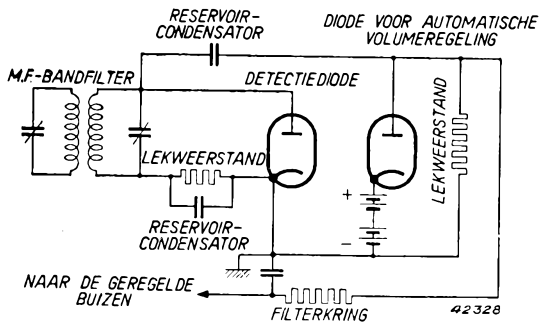 RESERVOIR-
CONDENSATOR
DIODE VOOR AUTOMATISCHE
VOLUMEREGELING
M.F.-BANDFILTER
DETECTIEDIODE
LEKWEERSTAND
LEKWEERSTAND
+
-
RESERVOIR-
CONDENSATOR
NAAR DE GEREGELDE
BUIZEN
FILTERKRING
42328